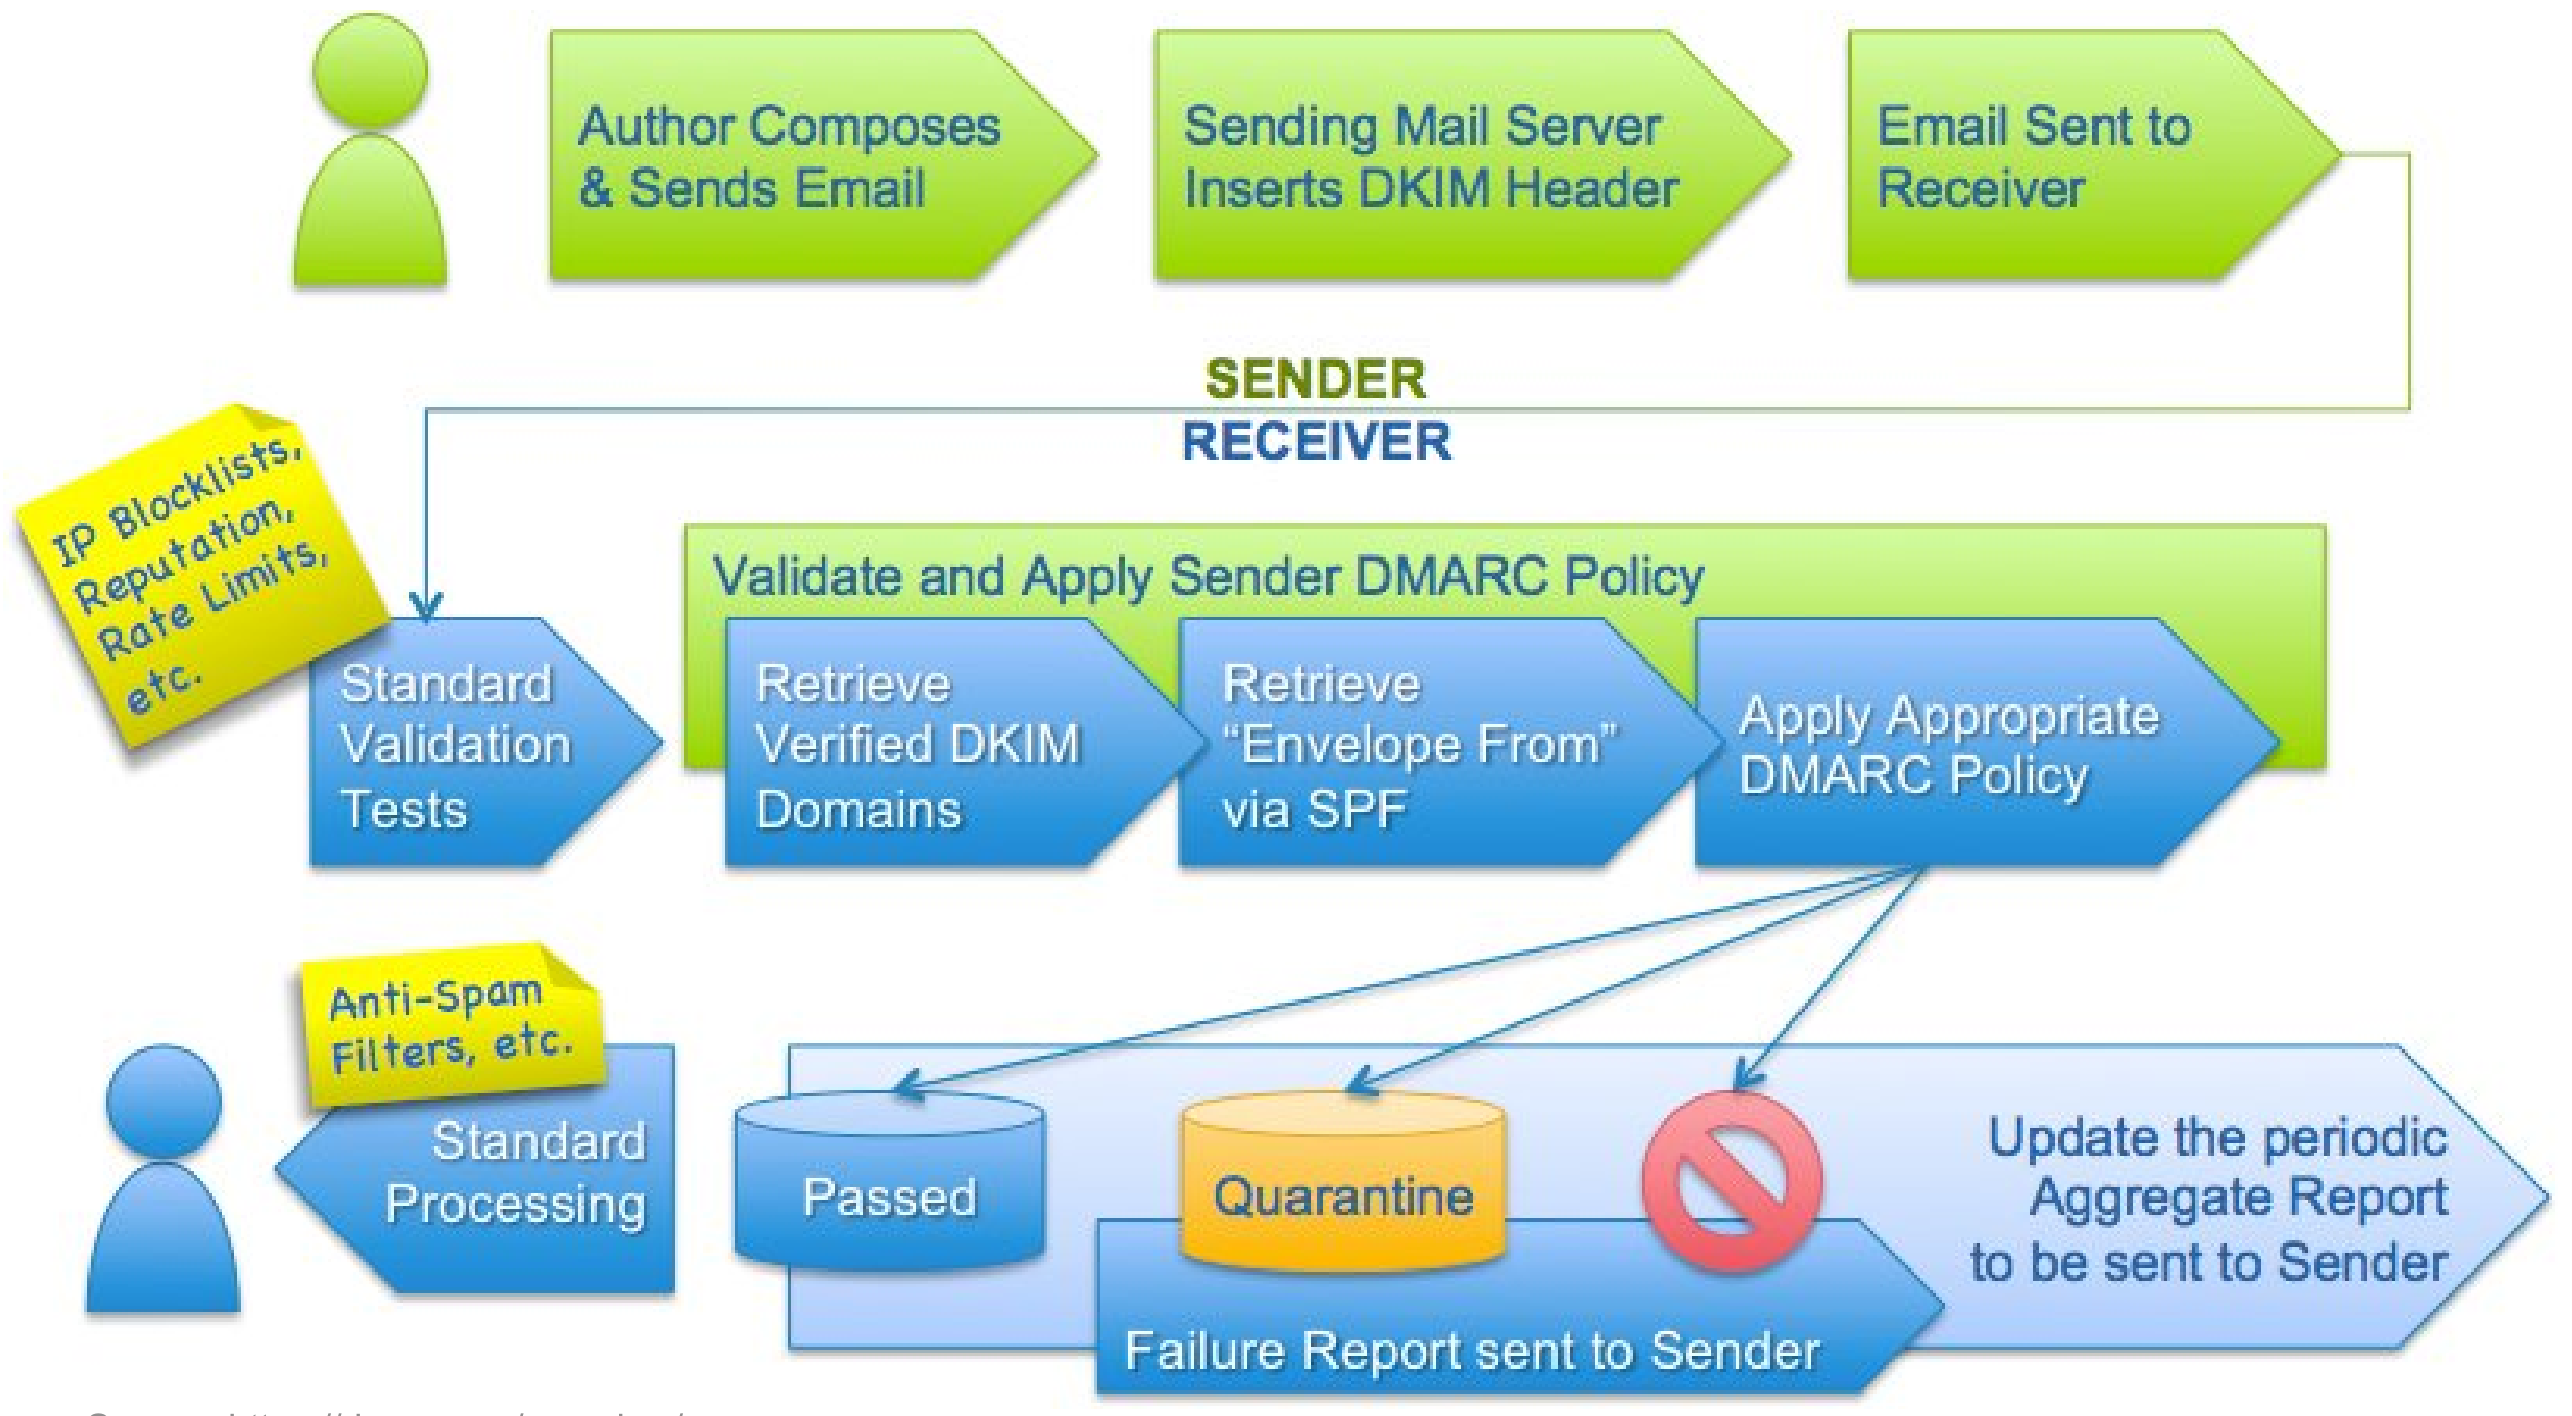 Author Composes
& Sends Email
Sending Mail Server
Inserts DKIM Header
Email Sent to
Receiver
SENDER
RECEIVER
IP Blocklists,
Reputation,
Rate Limits,
etc.
Validate and Apply Sender DMARC Policy
Standard
Validation
Tests
Retrieve
Verified DKIM
Domains
Retrieve
“Envelope From”
via SPF
Apply Appropriate
DMARC Policy
Anti-Spam
Filters, etc.
Standard
Processing
Passed
Quarantine
Update the periodic
Aggregate Report
to be sent to Sender
Failure Report sent to Sender